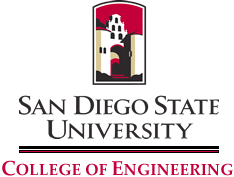 SAN DIEGO STATE
UNIVERSITY
COLLEGE OF ENGINEERING